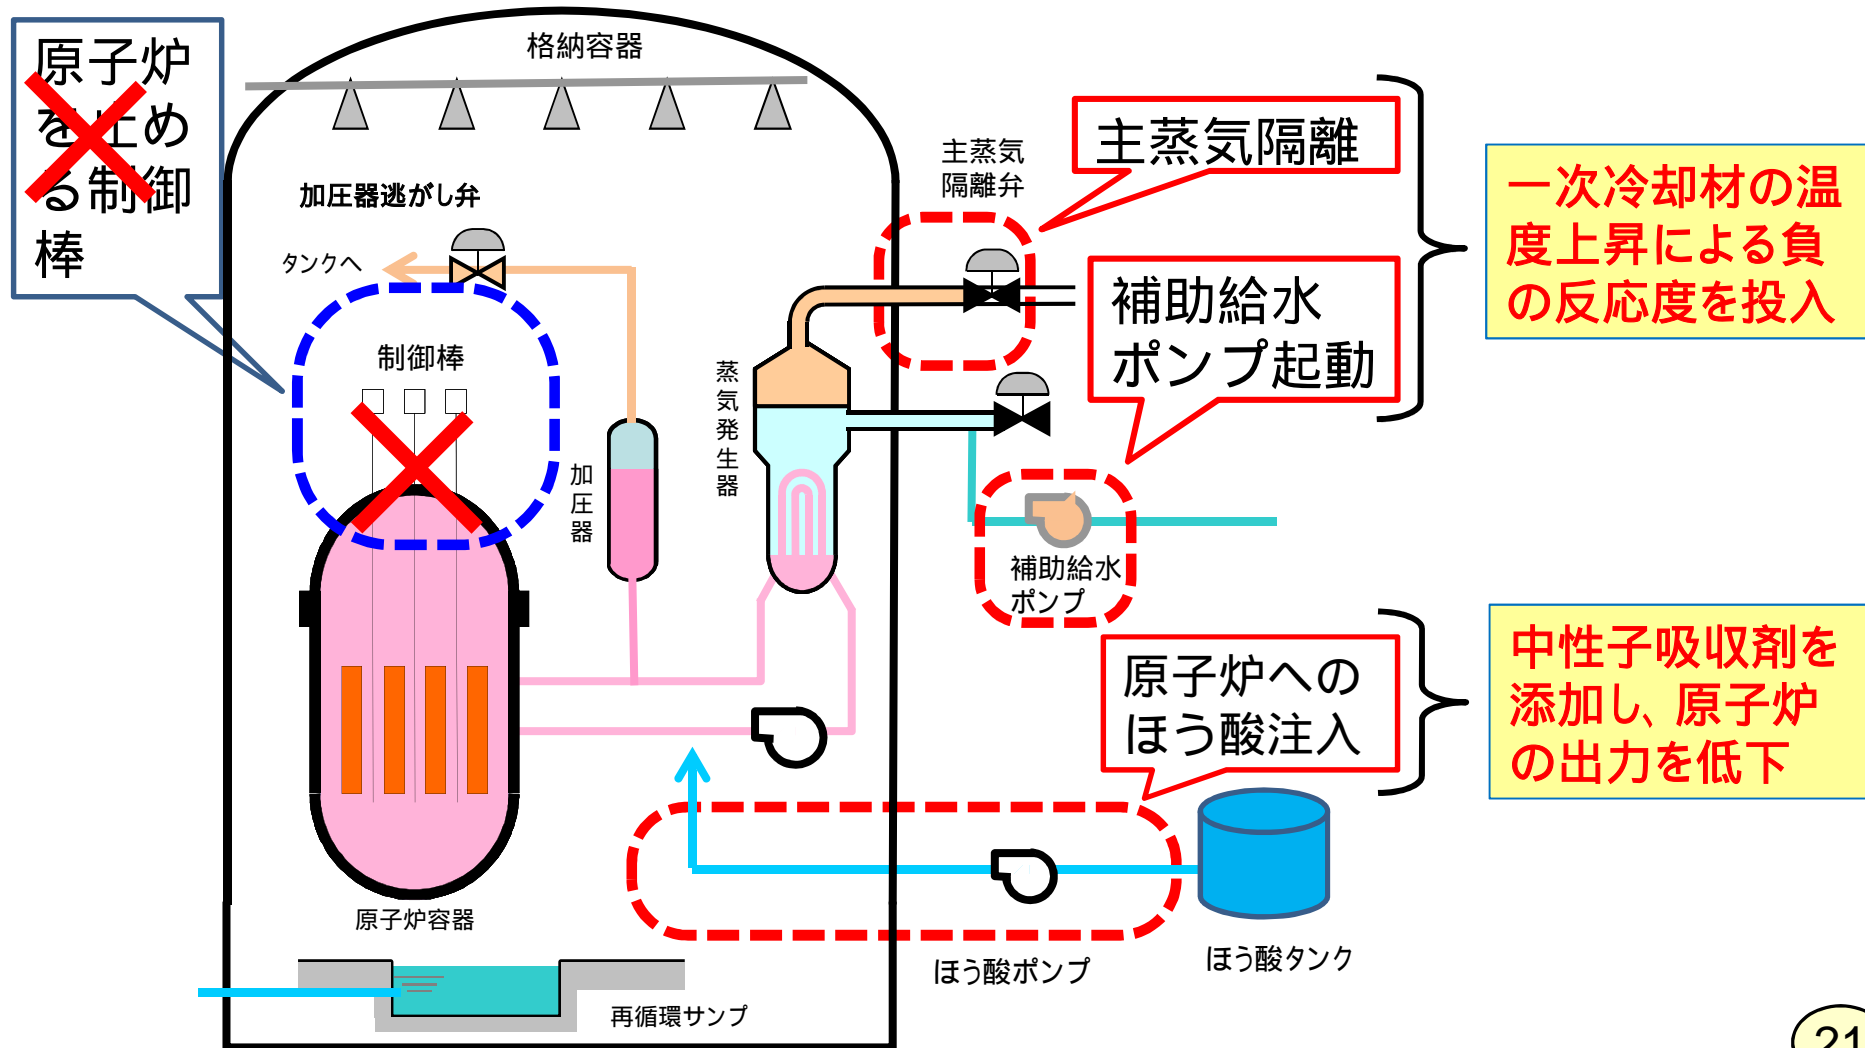 原子炉
を止め
る制御
棒
格納容器
加圧器逃がし弁
タンクへ
制御棒
加
圧
器
蒸
気
発
生
器
主蒸気
隔離弁
主蒸気隔離
補助給水
ポンプ起動
一次冷却材の温
度上昇による負
の反応度を投入
補助給水
ポンプ
原子炉への
ほう酸注入
中性子吸収剤を
添加し、原子炉
の出力を低下
原子炉容器
ほう酸ポンプ
ほう酸タンク
再循環サンプ
21